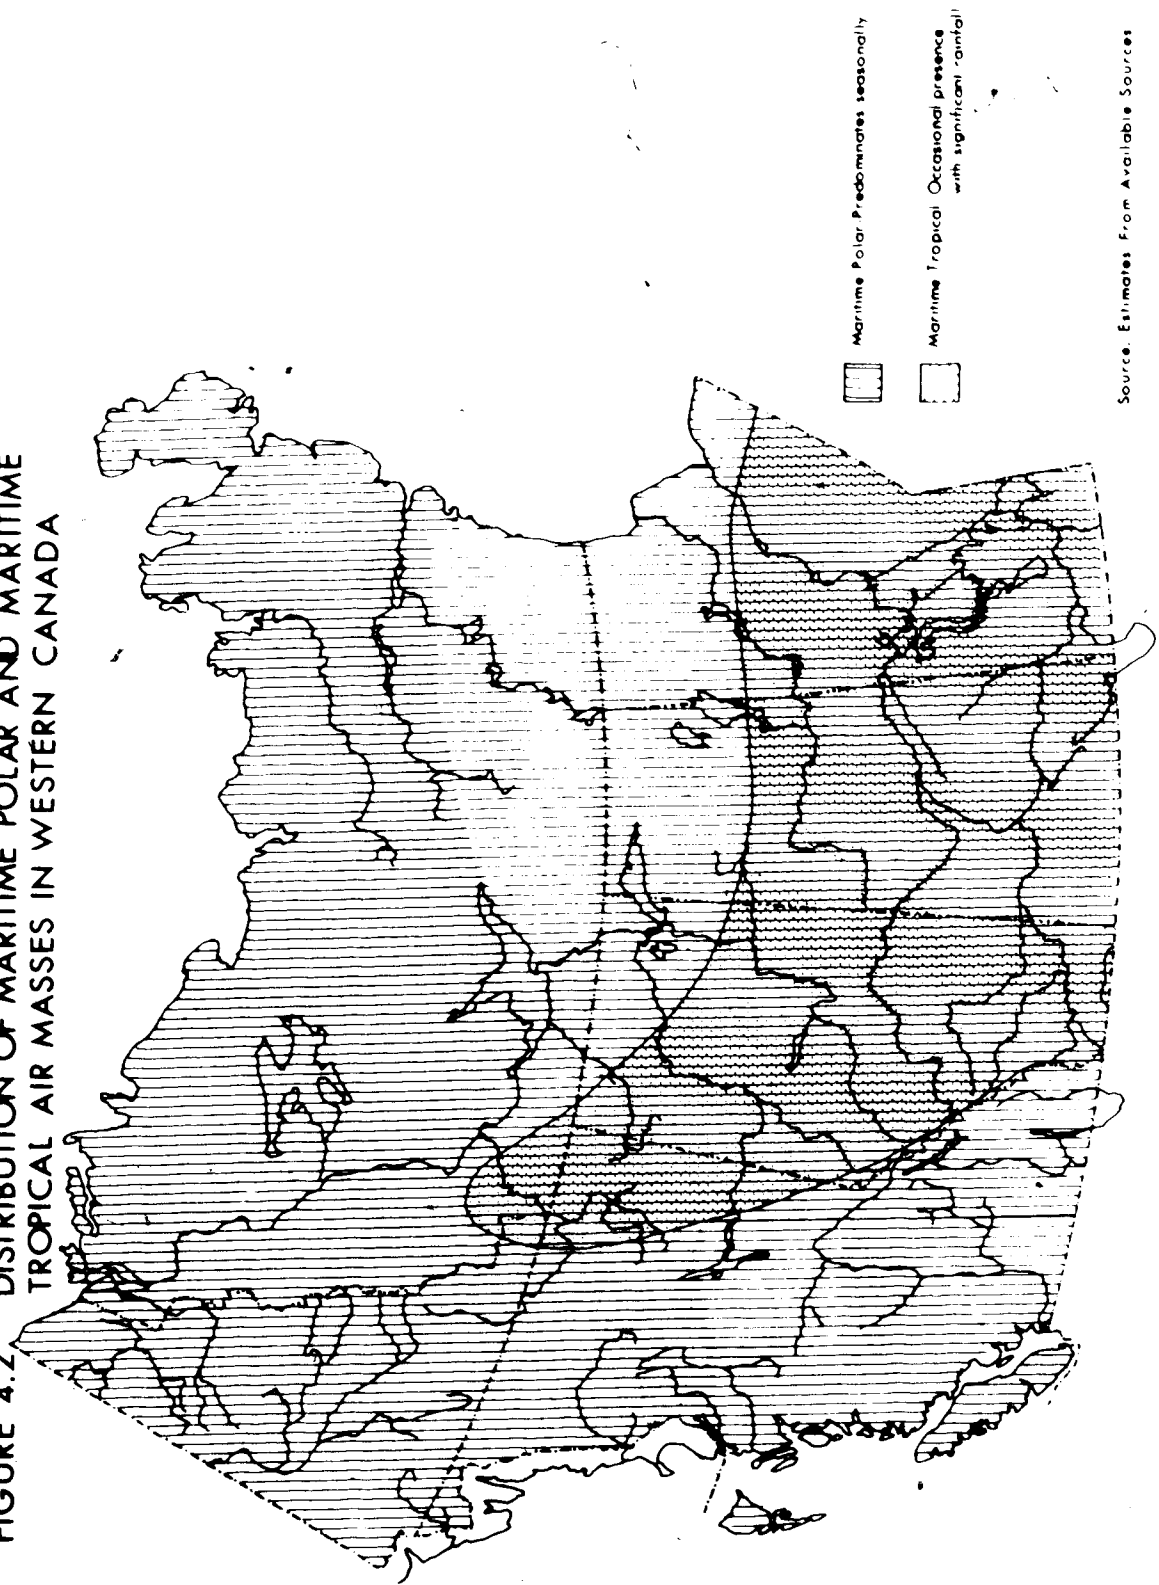 FIGURE 4.2 DISTRIBUTION OF MARITIME POLAR AND MARITIME
TROPICAL AIR MASSES IN WESTERN CANADA
Maritime Polar Predominates seasonally
Maritime Tropical Occasional presence
with significant rainfall
Source. Estimates From Available Sources